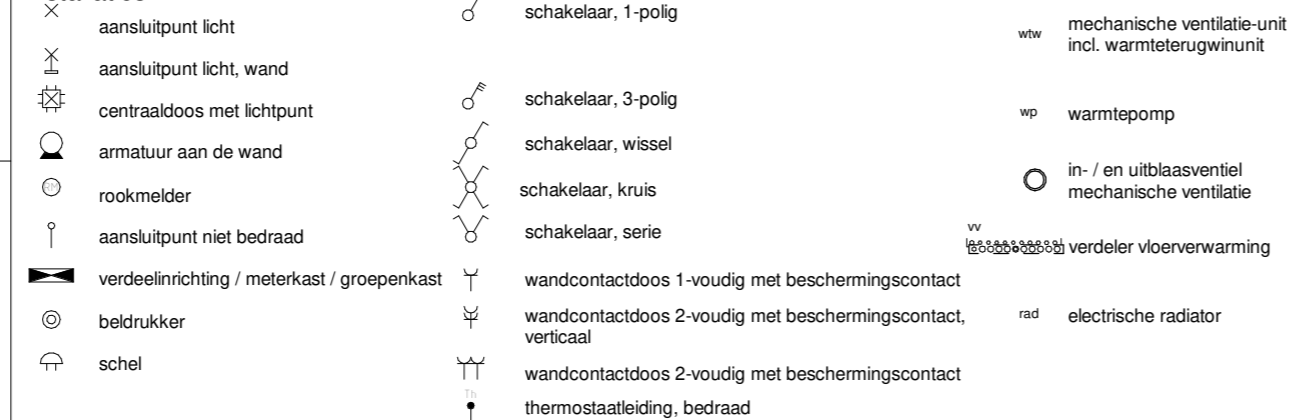 aansluitpunt licht
aansluitpunt licht, wand
centraaldoos met lichtpunt
armatuur aan de wand
RM
rookmelder
aansluitpunt niet bedraad
verdeelinrichting / meterkast / groepenkast
beldrukker
schel
schakelaar, 1-polig
schakelaar, 3-polig
schakelaar, wissel
schakelaar, kruis
schakelaar, serie
wandcontactdoos 1-voudig met beschermingscontact
wandcontactdoos 2-voudig met beschermingscontact,
verticaal
wandcontactdoos 2-voudig met beschermingscontact
Th
thermostaatleiding, bedraad
wtw
mechanische ventilatie-unit
incl. warmteterugwinunit
wp
warmtepomp
in- / en uitblaasventiel
mechanische ventilatie
vv
verdeler vloerverwarming
rad
electrische radiator